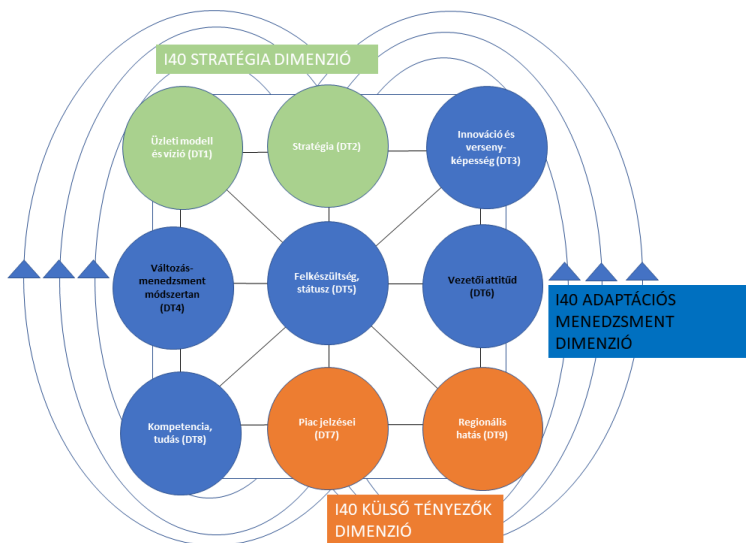 I40 STRATÉGIA DIMENZIÓ
Üzleti modell
és vízió (DT1)
Stratégia (DT2)
Innováció és
verseny-
képesség (DT3)
Változás-
menedzsment
módszertan
(DT4)
Felkészültség,
státusz (DT5)
Vezetői attitűd
(DT6)
I40 ADAPTÁCIÓS
MENEDZSMENT
DIMENZIÓ
Kompetencia,
tudás (DT8)
Piac jelzései
(DT7)
Regionális
hatás (DT9)
I40 KÜLSŐ TÉNYEZŐK
DIMENZIÓ